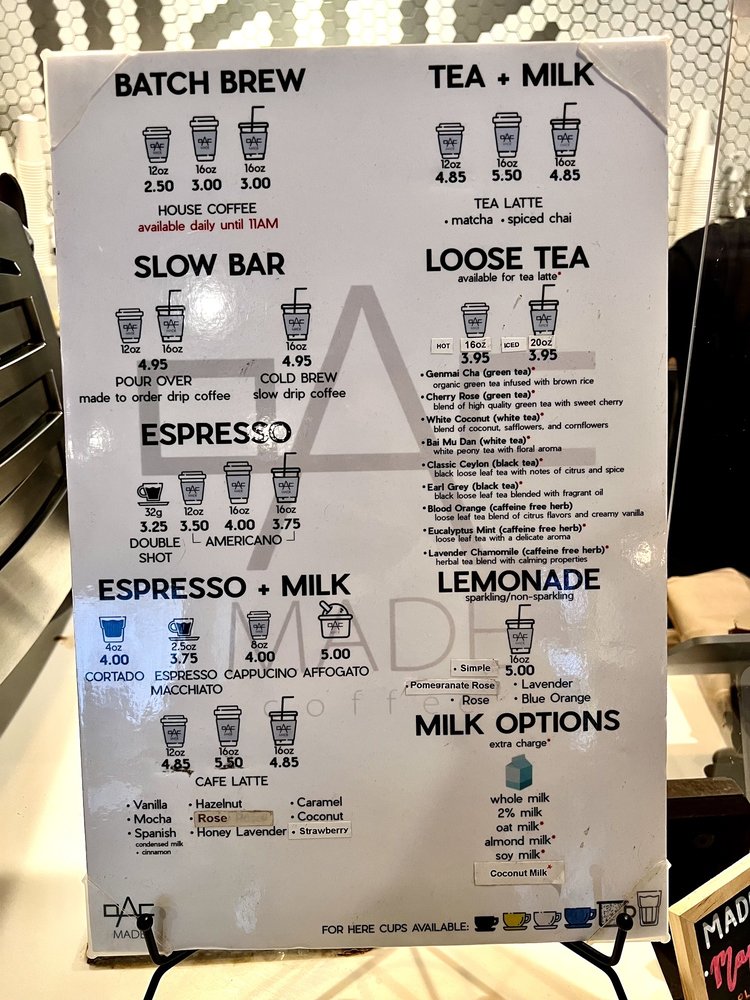 BATCH BREW
12oz 16oz 16oz
2.50 3.00 3.00
HOUSE COFFEE
available daily until 11AM
SLOW BAR
12oz 16oz 16oz
4.95 4.95
POUR OVER COLD BREW
made to order drip coffee slow drip coffee
ESPRESSO
32g 12oz 16oz 16oz
3.25 3.50 4.00 3.75
DOUBLE SHOT AMERICANO
ESPRESSO + MILK
4oz 2.5oz 8oz
4.00 3.75 4.00 5.00
CORTADO ESPRESSO MACCHIATO CAPPUCINO AFFOGATO
12oz 16oz 16oz
4.85 5.50 4.85
CAFE LATTE
• Vanilla • Hazelnut • Caramel
• Mocha • Rose • Coconut
• Spanish • Honey Lavender • Strawberry
condensed milk
• cinnamon
TEA + MILK
12oz 16oz 16oz
4.85 5.50 4.85
TEA LATTE
• matcha • spiced chai
LOOSE TEA
available for tea latte*
HOT 16oz ICED 20oz
3.95 3.95
• Genmai Cha (green tea)*
organic green tea infused with brown rice
• Cherry Rose (green tea)*
blend of high quality green tea with sweet cherry
• White Coconut (white tea)*
blend of coconut, safflowers, and cornflowers
• Bai Mu Dan (white tea)*
white peony tea with floral aroma
• Classic Ceylon (black tea)*
black loose leaf tea with notes of citrus and spice
• Earl Grey (black tea)*
black loose leaf tea blended with fragrant oil
• Blood Orange (caffeine free herb)
loose leaf tea blend of citrus flavors and creamy vanilla
• Eucalyptus Mint (caffeine free herb)*
loose leaf tea with a delicate aroma
• Lavender Chamomile (caffeine free herb)*
herbal tea blend with calming properties
LEMONADE
sparkling/non-sparkling
16oz
5.00
• Simple
• Pomegranate Rose • Lavender
• Rose • Blue Orange
MILK OPTIONS
extra charge*
whole milk
2% milk
oat milk*
almond milk*
soy milk*
Coconut Milk*
MADE
coffee
MADE
FOR HERE CUPS AVAILABLE:
MADE